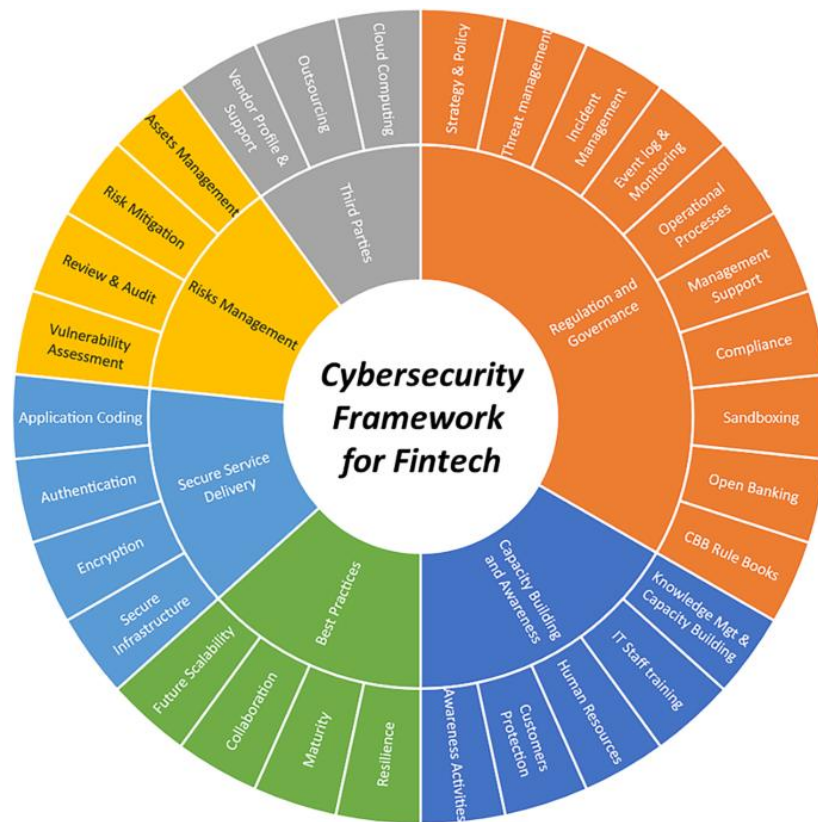 Cybersecurity
Framework
for Fintech
Regulation and
Governance
Strategy & Policy
Threat management
Incident
Management
Event log &
Monitoring
Operational
Processes
Management
Support
Compliance
Sandboxing
Open Banking
CBB Rule Books
Capacity Building
and Awareness
Knowledge Mgt &
Capacity Building
IT Staff training
Human Resources
Customers
Protection
Awareness Activities
Best Practices
Resilience
Maturity
Collaboration
Future Scalability
Secure Service
Delivery
Secure
Infrastructure
Encryption
Authentication
Application Coding
Risks Management
Vulnerability
Assessment
Review & Audit
Risk Mitigation
Assets Management
Third Parties
Vendor Profile &
Support
Outsourcing
Cloud Computing